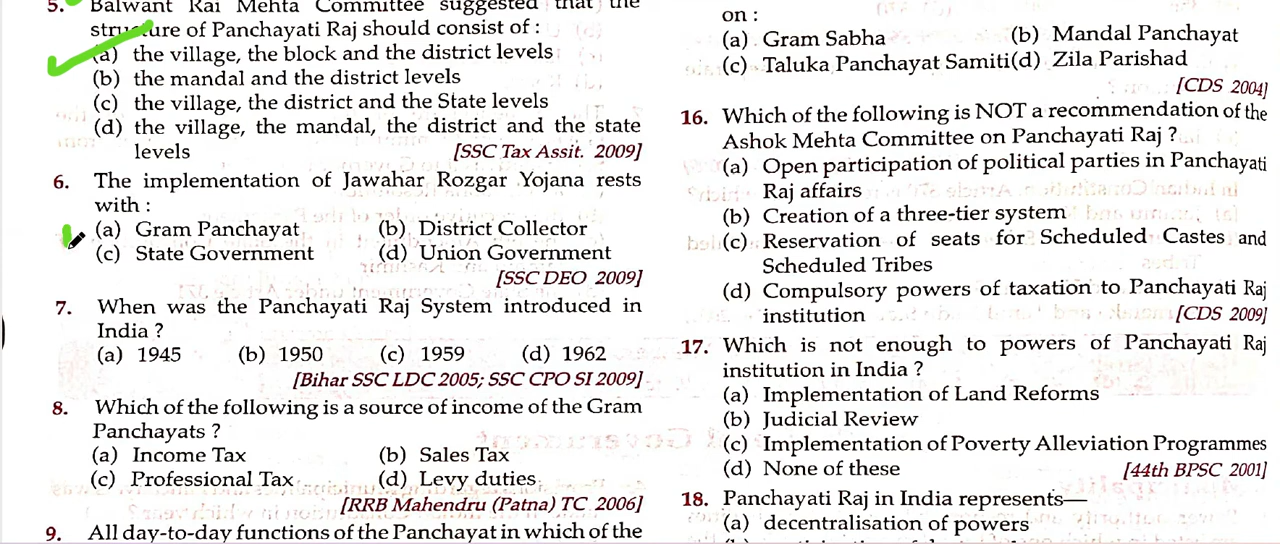 5. Balwant Rai Mehta Committee suggested that the
structure of Panchayati Raj should consist of :
(a) the village, the block and the district levels
(b) the mandal and the district levels
(c) the village, the district and the State levels
(d) the village, the mandal, the district and the state
levels [SSC Tax Assit. 2009]
6. The implementation of Jawahar Rozgar Yojana rests
with :
(a) Gram Panchayat (b) District Collector
(c) State Government (d) Union Government
[SSC DEO 2009]
7. When was the Panchayati Raj System introduced in
India ?
(a) 1945 (b) 1950 (c) 1959 (d) 1962
[Bihar SSC LDC 2005; SSC CPO SI 2009]
8. Which of the following is a source of income of the Gram
Panchayats ?
(a) Income Tax (b) Sales Tax
(c) Professional Tax (d) Levy duties
[RRB Mahendru (Patna) TC 2006]
9. All day-to-day functions of the Panchayat in which of the
on :
(a) Gram Sabha (b) Mandal Panchayat
(c) Taluka Panchayat Samiti(d) Zila Parishad
[CDS 2004]
16. Which of the following is NOT a recommendation of the
Ashok Mehta Committee on Panchayati Raj ?
(a) Open participation of political parties in Panchayati
Raj affairs
(b) Creation of a three-tier system
(c) Reservation of seats for Scheduled Castes and
Scheduled Tribes
(d) Compulsory powers of taxation to Panchayati Raj
institution [CDS 2009]
17. Which is not enough to powers of Panchayati Raj
institution in India ?
(a) Implementation of Land Reforms
(b) Judicial Review
(c) Implementation of Poverty Alleviation Programmes
(d) None of these [44th BPSC 2001]
18. Panchayati Raj in India represents—
(a) decentralisation of powers